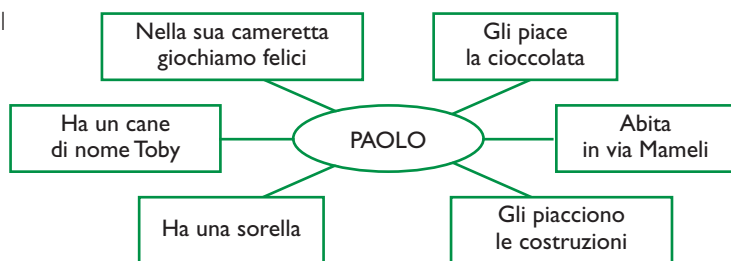 Nella sua cameretta
giochiamo felici
Gli piace
la cioccolata
Ha un cane
di nome Toby
PAOLO
Abita
in via Mameli
Ha una sorella
Gli piacciono
le costruzioni